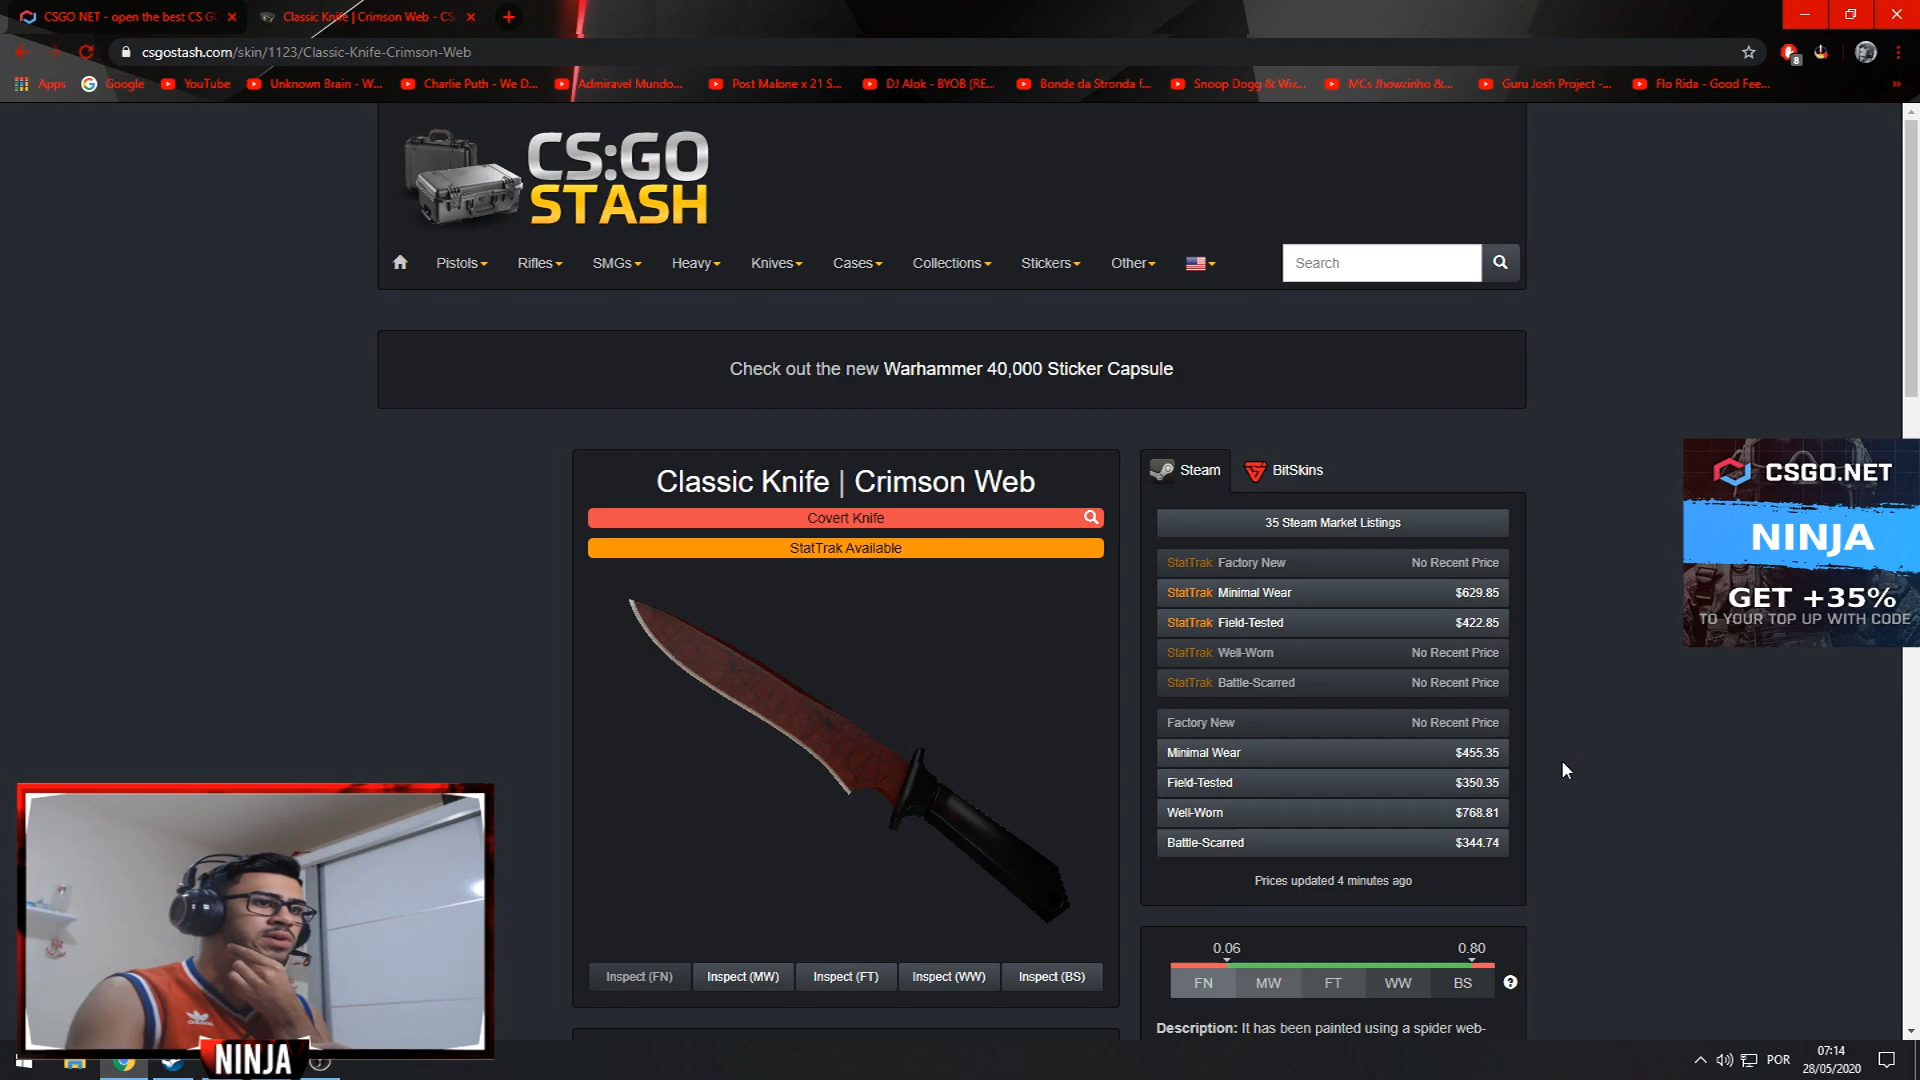 CSGO NET - open the best CS G
Classic Knife | Crimson Web - CS
csgostash.com/skin/1123/Classic-Knife-Crimson-Web
8
Apps
Google
YouTube
Unknown Brain - W...
Charlie Puth - We D...
Admiravel Mundo...
Post Malone x 21 S...
DJ Alok - BYOB (RE...
Bonde da Stronda f...
Snoop Dogg & Wiz...
MCs Jhowzinho &...
Guru Josh Project -...
Flo Rida - Good Fee...
CS:GO
STASH
Pistols
Rifles
SMGs
Heavy
Knives
Cases
Collections
Stickers
Other
Search
Check out the new Warhammer 40,000 Sticker Capsule
Classic Knife | Crimson Web
Covert Knife
StatTrak Available
Inspect (FN)
Inspect (MW)
Inspect (FT)
Inspect (WW)
Inspect (BS)
Steam
BitSkins
35 Steam Market Listings
StatTrak Factory New No Recent Price
StatTrak Minimal Wear $629.85
StatTrak Field-Tested $422.85
StatTrak Well-Worn No Recent Price
StatTrak Battle-Scarred No Recent Price
Factory New No Recent Price
Minimal Wear $455.35
Field-Tested $350.35
Well-Worn $768.81
Battle-Scarred $344.74
Prices updated 4 minutes ago
0.06 0.80
FN MW FT WW BS
?
Description: It has been painted using a spider web-
CSGO.NET
NINJA
GET +35%
TO YOUR TOP UP WITH CODE
adidas
NINJA
POR
07:14
28/05/2020